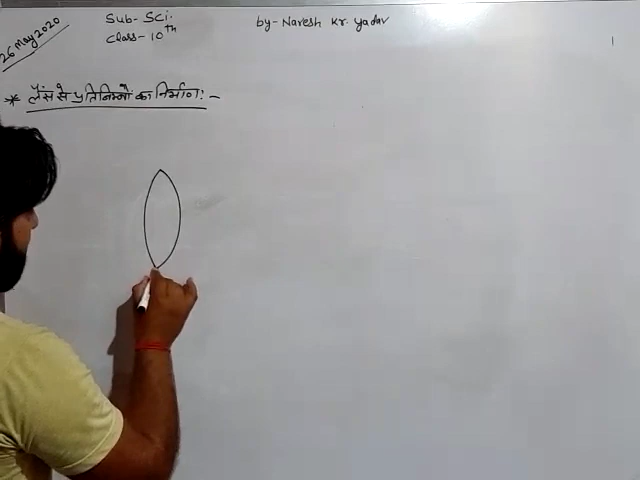 26 May 2020
Sub- Sci.
Class- 10th
by- Naresh Kr. Yadav
* लेंस से प्रतिबिम्बों का निर्माण:-